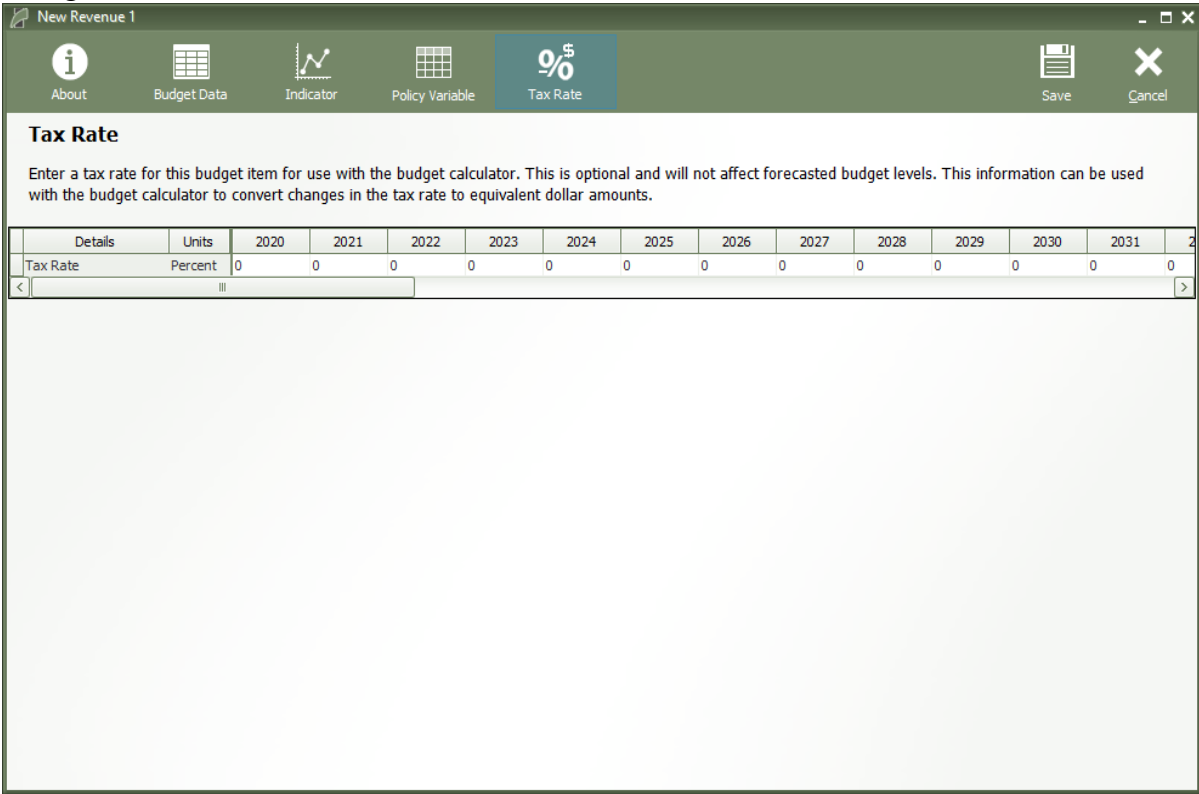 New Revenue 1
About Budget Data Indicator Policy Variable % $ Tax Rate Save Cancel
Tax Rate
Enter a tax rate for this budget item for use with the budget calculator. This is optional and will not affect forecasted budget levels. This information can be used
with the budget calculator to convert changes in the tax rate to equivalent dollar amounts.
Details Units 2020 2021 2022 2023 2024 2025 2026 2027 2028 2029 2030 2031 2
Tax Rate Percent 0 0 0 0 0 0 0 0 0 0 0 0 0